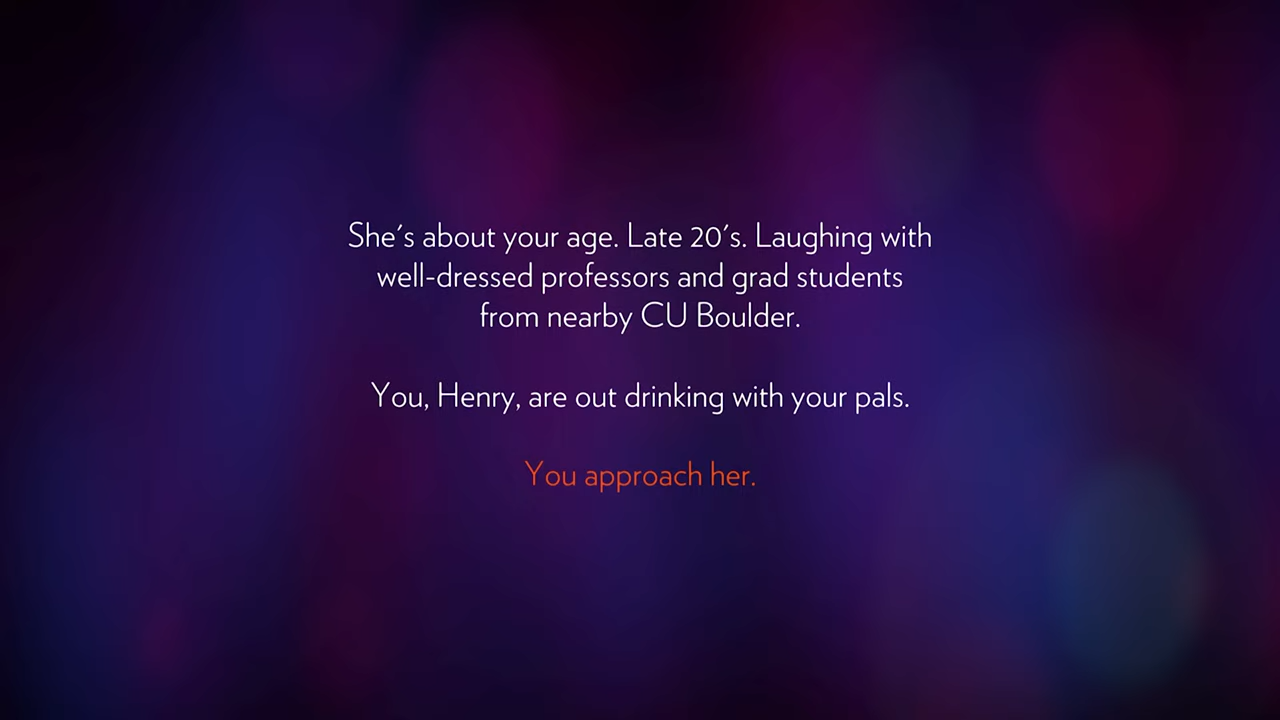 She's about your age. Late 20's. Laughing with
well-dressed professors and grad students
from nearby CU Boulder.
You, Henry, are out drinking with your pals.
You approach her.